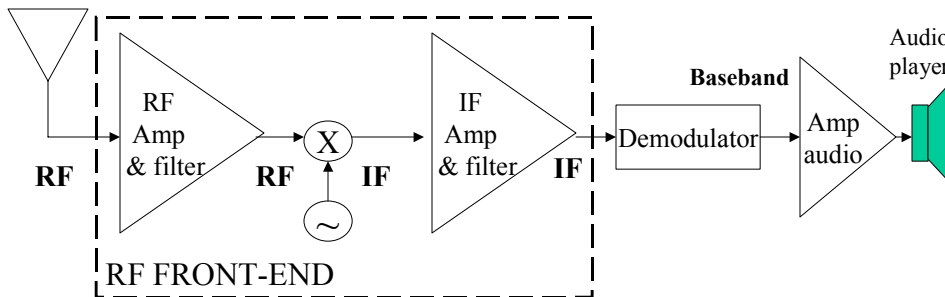 Audio
player
Baseband
RF
Amp
& filter
IF
Amp
& filter
X
Demodulator
Amp
audio
RF
RF
IF
IF
~
RF FRONT-END